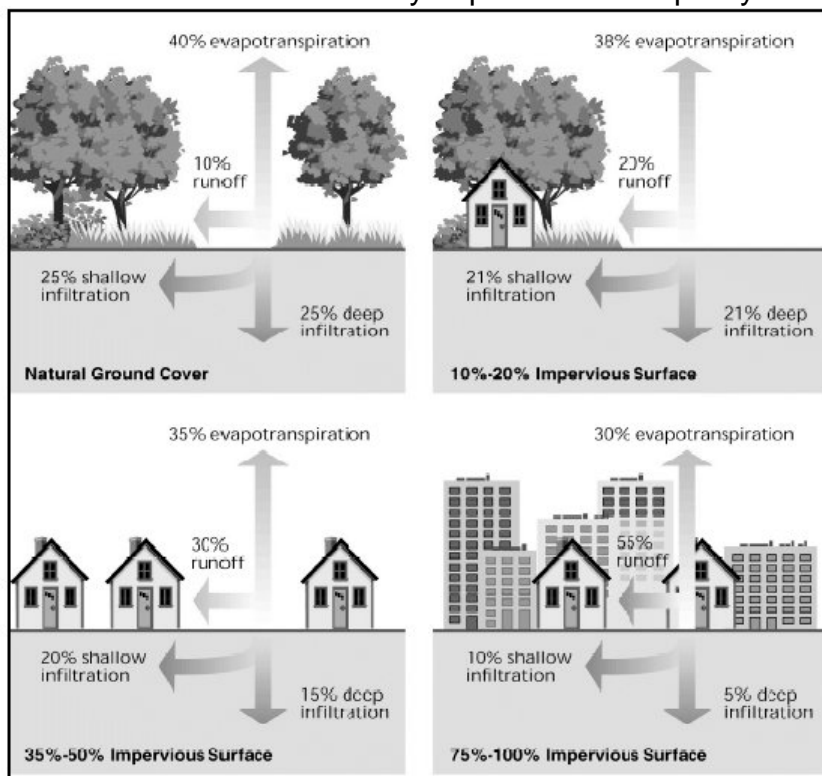 40% evapotranspiration
10%
runoff
25% shallow
infiltration
25% deep
infiltration
Natural Ground Cover
38% evapotranspiration
20%
runoff
21% shallow
infiltration
21% deep
infiltration
10%-20% Impervious Surface
35% evapotranspiration
30%
runoff
20% shallow
infiltration
15% deep
infiltration
35%-50% Impervious Surface
30% evapotranspiration
55%
runoff
10% shallow
infiltration
5% deep
infiltration
75%-100% Impervious Surface